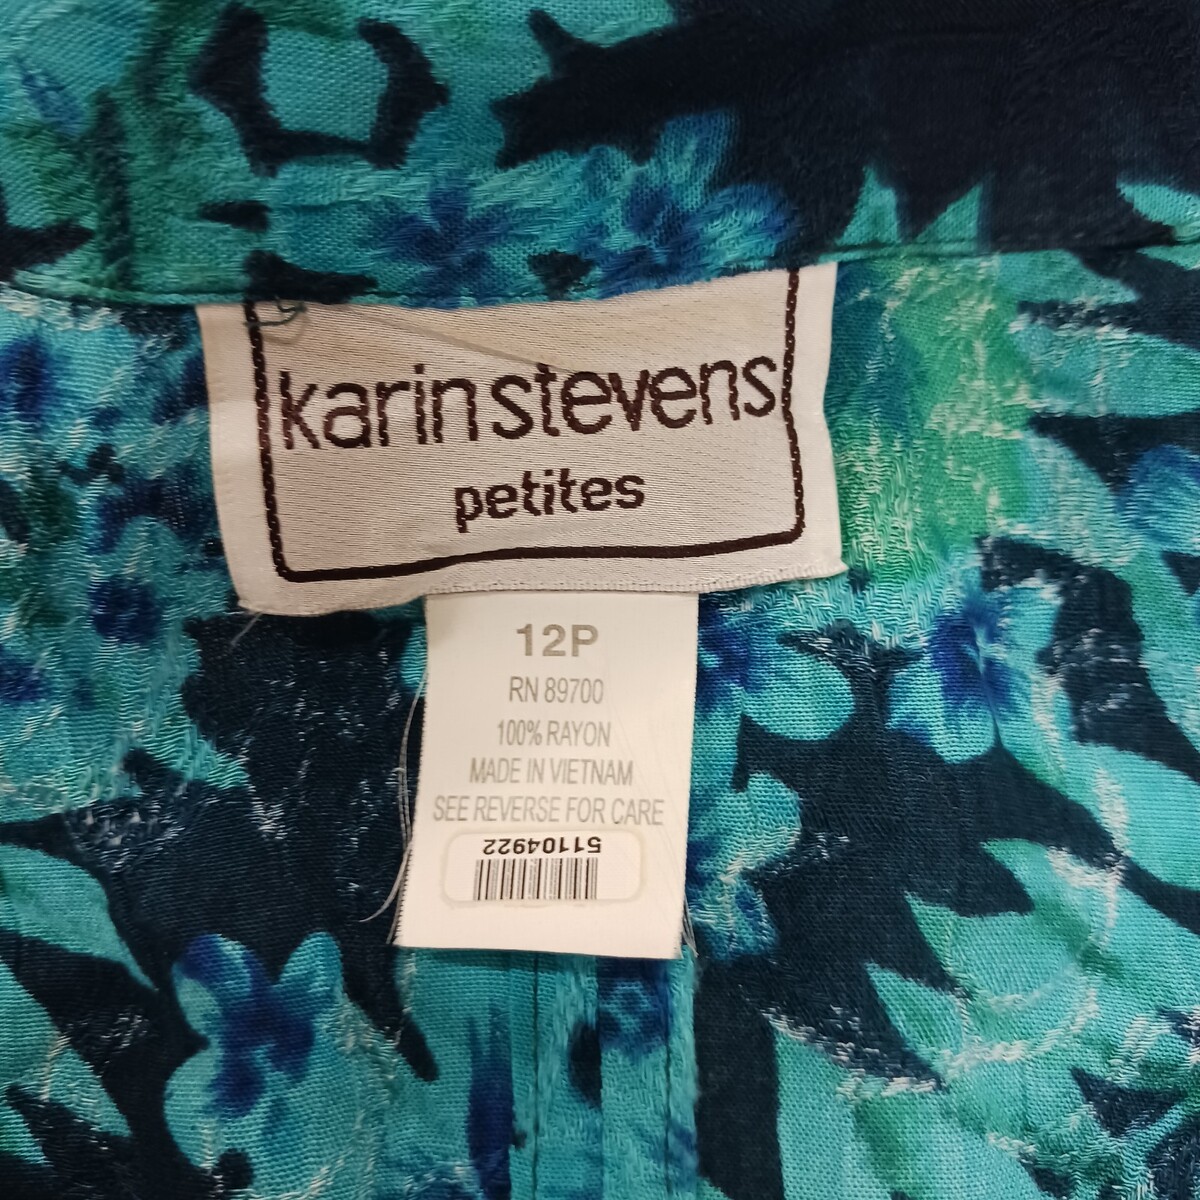 karin stevens
petites
12P
RN 89700
100% RAYON
MADE IN VIETNAM
SEE REVERSE FOR CARE
51104922